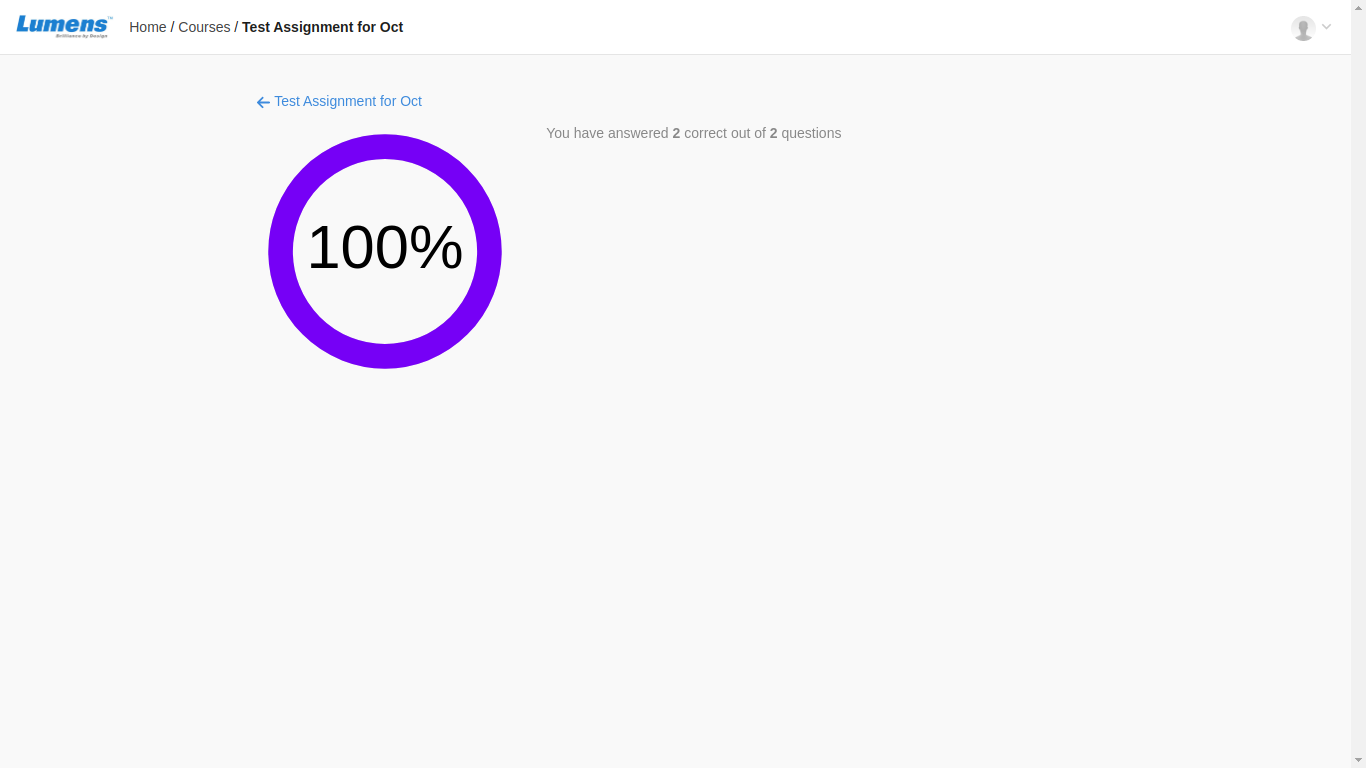 Lumens™
Brilliance by Design
Home / Courses / Test Assignment for Oct
Test Assignment for Oct
You have answered 2 correct out of 2 questions
100%